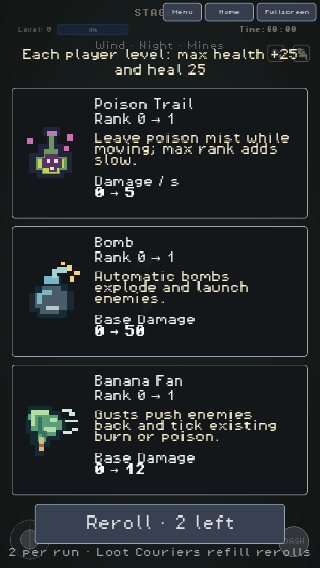 STAG
Menu
Home
Fullscreen
Level: 0
0%
Time: 00:00
Wind · Night · Mines
Each player level: max health +25
and heal 25
Poison Trail
Rank 0 → 1
Leave poison mist while
moving; max rank adds
slow.
Damage / s
0 → 5
Bomb
Rank 0 → 1
Automatic bombs
explode and launch
enemies.
Base Damage
0 → 50
Banana Fan
Rank 0 → 1
Gusts push enemies
back and tick existing
burn or poison.
Base Damage
0 → 12
Reroll · 2 left
DASH
2 per run · Loot Couriers refill rerolls